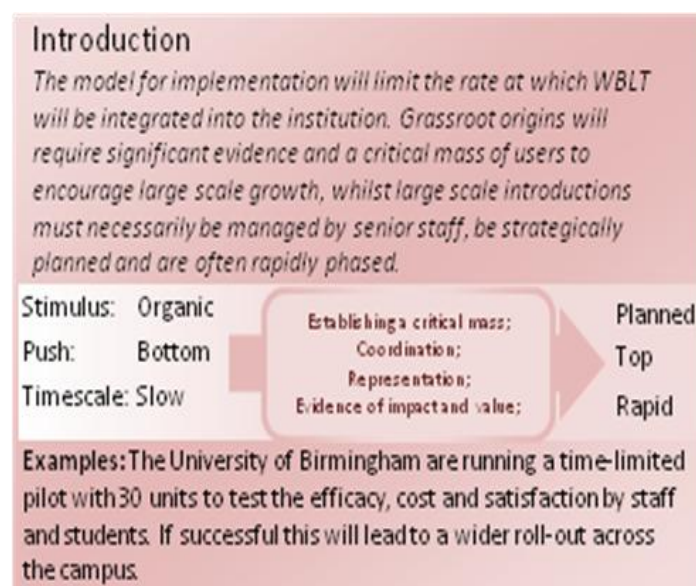 Introduction
The model for implementation will limit the rate at which WBLT
will be integrated into the institution. Grassroot origins will
require significant evidence and a critical mass of users to
encourage large scale growth, whilst large scale introductions
must necessarily be managed by senior staff, be strategically
planned and are often rapidly phased.
Stimulus: Organic
Push: Bottom
Timescale: Slow
Establishing a critical mass;
Coordination;
Representation;
Evidence of impact and value;
Planned
Top
Rapid
Examples: The University of Birmingham are running a time-limited
pilot with 30 units to test the efficacy, cost and satisfaction by staff
and students. If successful this will lead to a wider roll-out across
the campus.